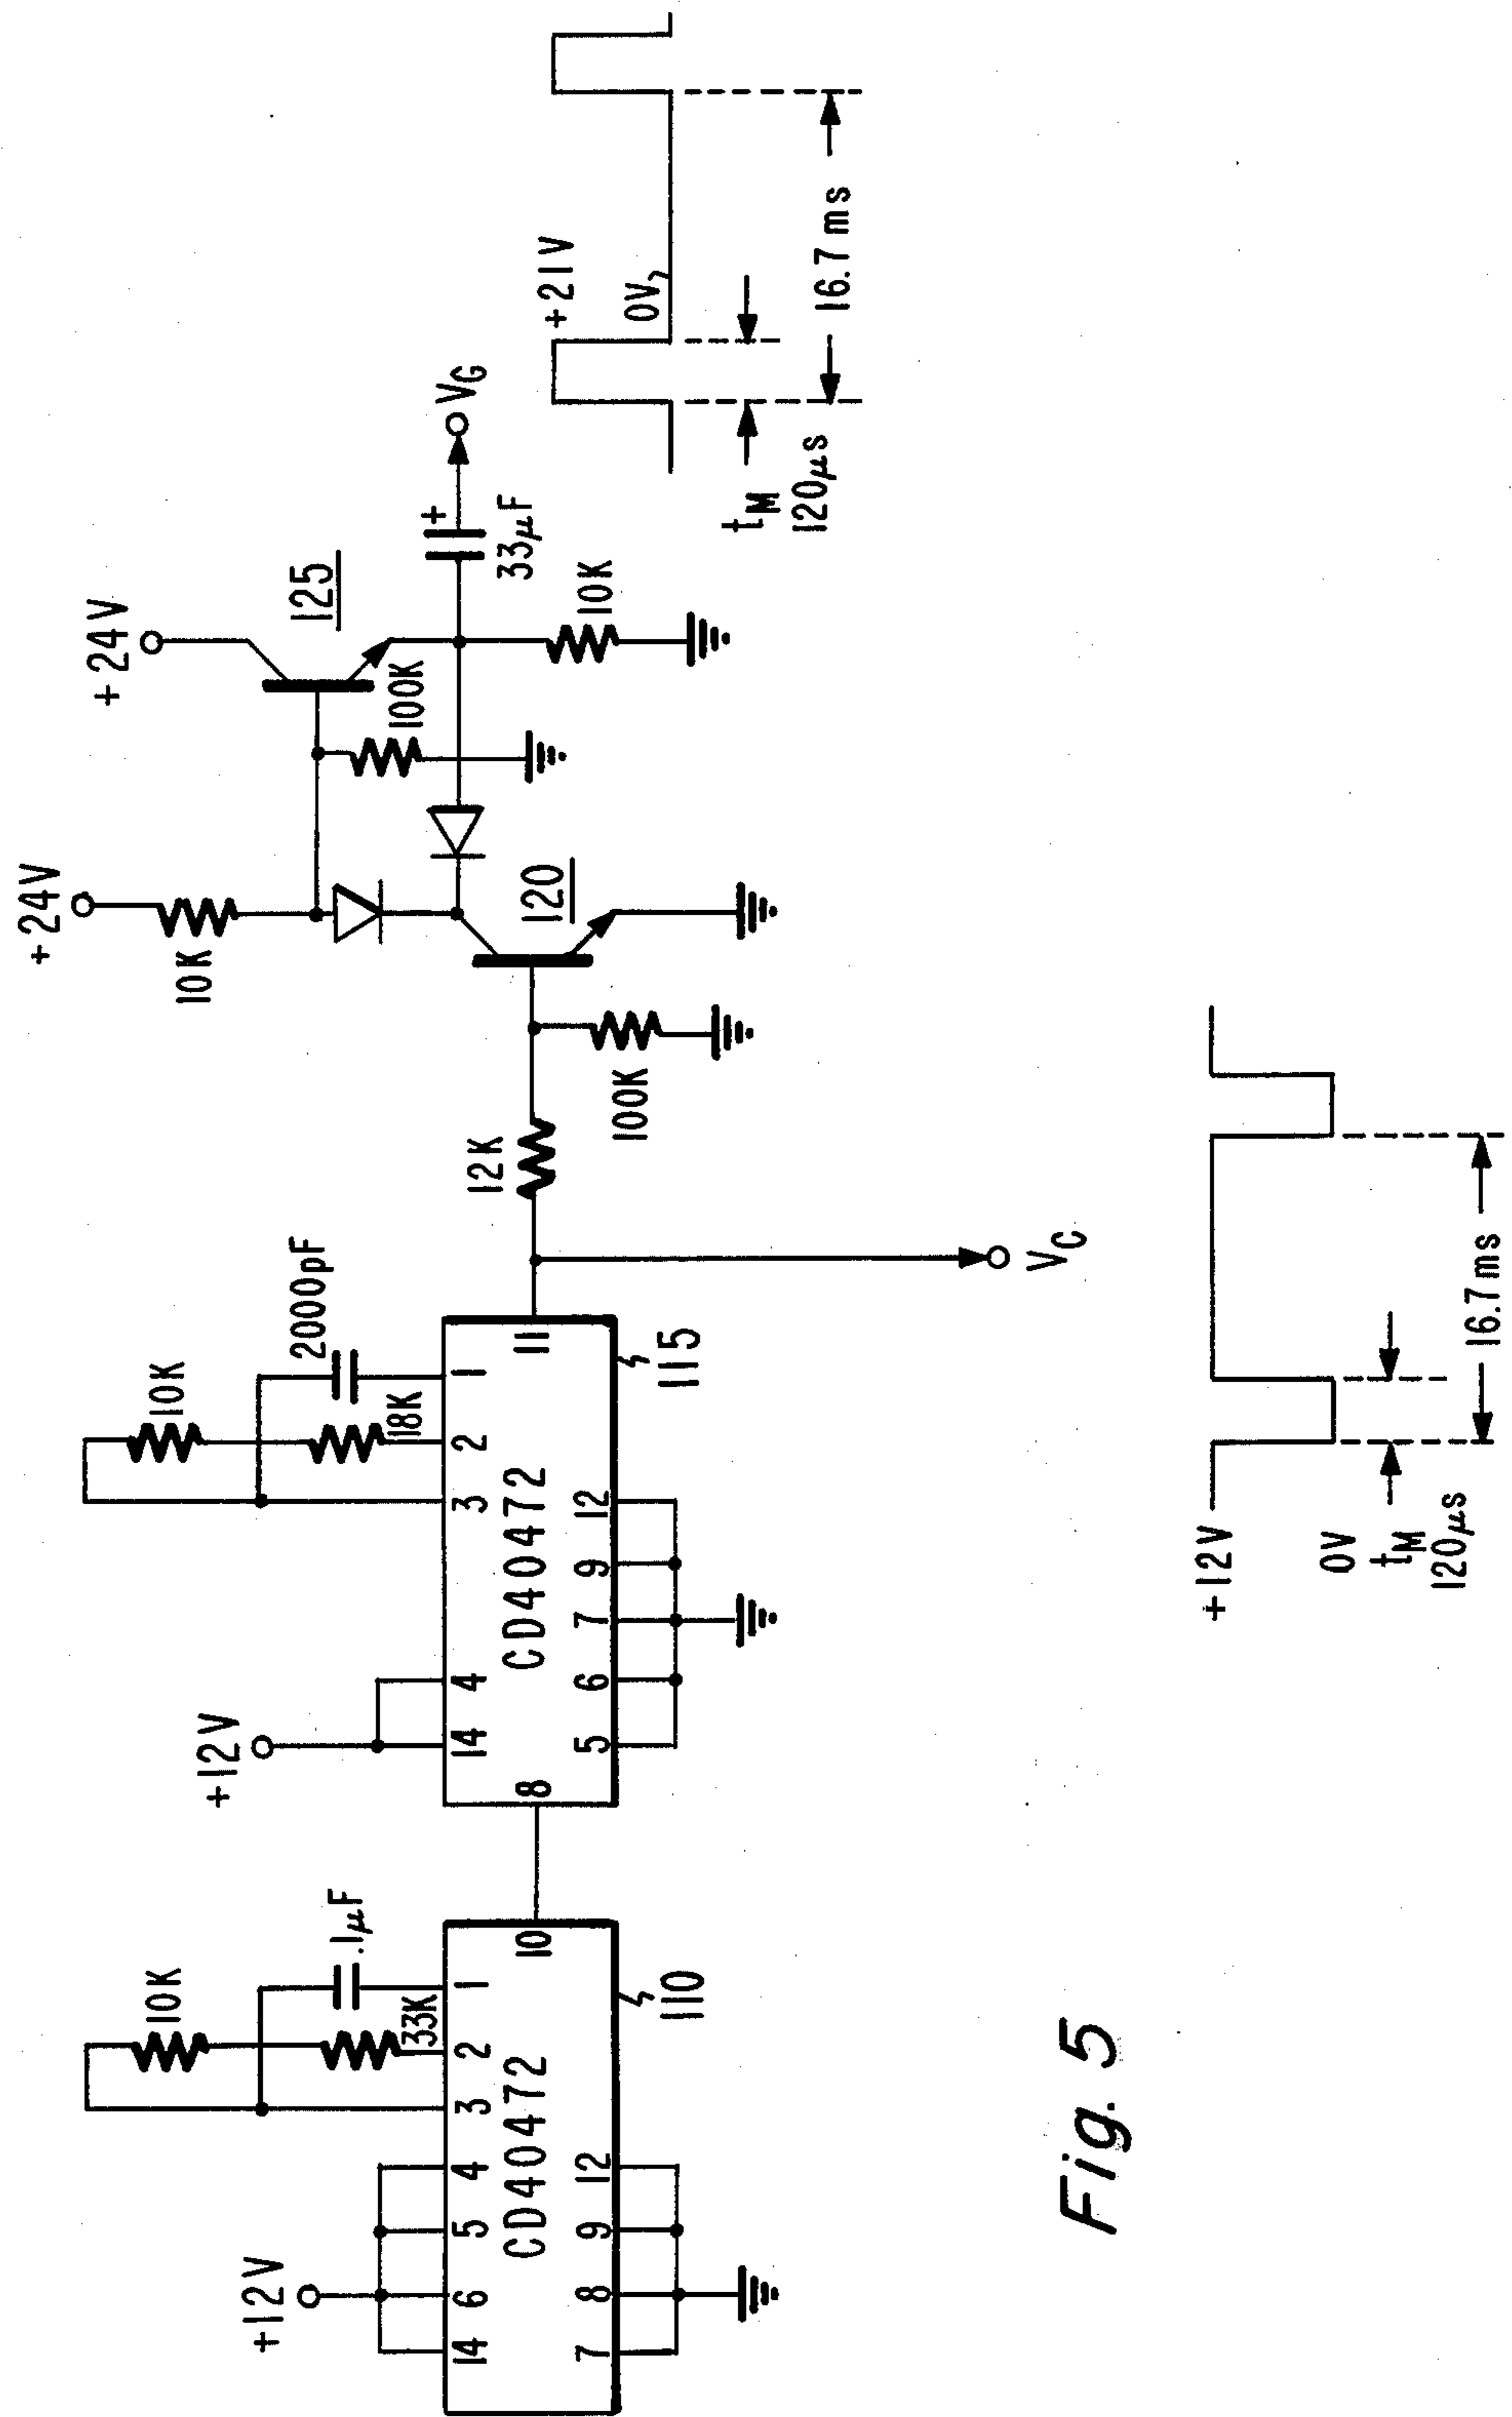 +12V
10K
.1μF
33K
14 6 5 4 3 2 1
CD40472
10
7 8 9 12
110
+12V
10K
2000pF
18K
14 4 3 2 1
8
CD40472
11
5 6 7 9 12
115
12K
100K
VC
+24V
10K
120
+24V
125
100K
10K
33μF
+
VG
+21V
0V
tM
120μs
16.7ms
+12V
0V
tM
120μs
16.7ms
Fig. 5